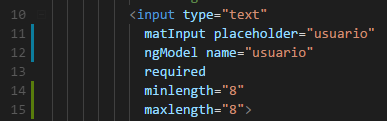 10 <input type="text"
11 matInput placeholder="usuario"
12 ngModel name="usuario"
13 required
14 minlength="8"
15 maxlength="8">